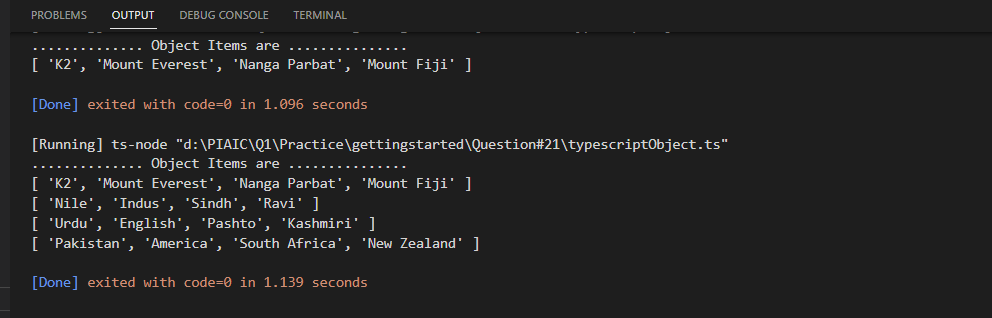 PROBLEMS OUTPUT DEBUG CONSOLE TERMINAL
.............. Object Items are ...............
[ 'K2', 'Mount Everest', 'Nanga Parbat', 'Mount Fiji' ]
[Done] exited with code=0 in 1.096 seconds
[Running] ts-node "d:\PIAIC\Q1\Practice\gettingstarted\Question#21\typescriptObject.ts"
.............. Object Items are ...............
[ 'K2', 'Mount Everest', 'Nanga Parbat', 'Mount Fiji' ]
[ 'Nile', 'Indus', 'Sindh', 'Ravi' ]
[ 'Urdu', 'English', 'Pashto', 'Kashmiri' ]
[ 'Pakistan', 'America', 'South Africa', 'New Zealand' ]
[Done] exited with code=0 in 1.139 seconds